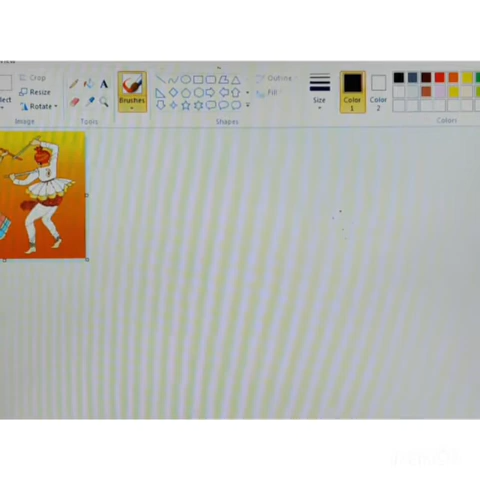 Crop
Resize
Rotate
Image
A
Tools
Brushes
Shapes
Outline
Fill
Size
Color
1
Color
2
Colors